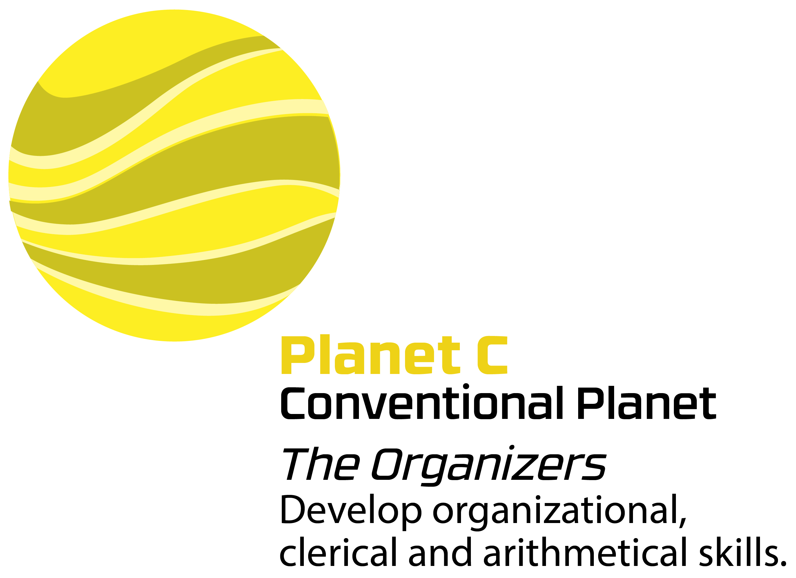 Planet C
Conventional Planet
The Organizers
Develop organizational,
clerical and arithmetical skills.